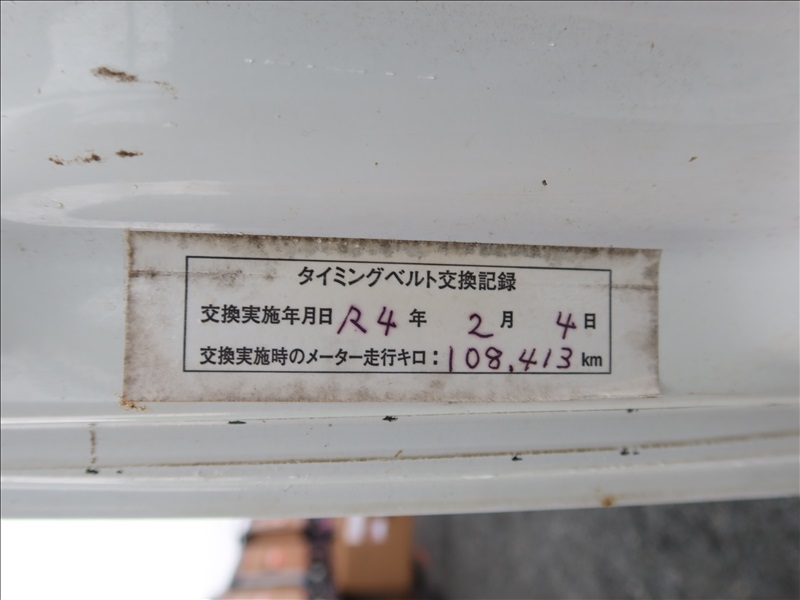 タイミングベルト交換記録
交換実施年月日 R4 年 2 月 4 日
交換実施時のメーター走行キロ：108,413 km